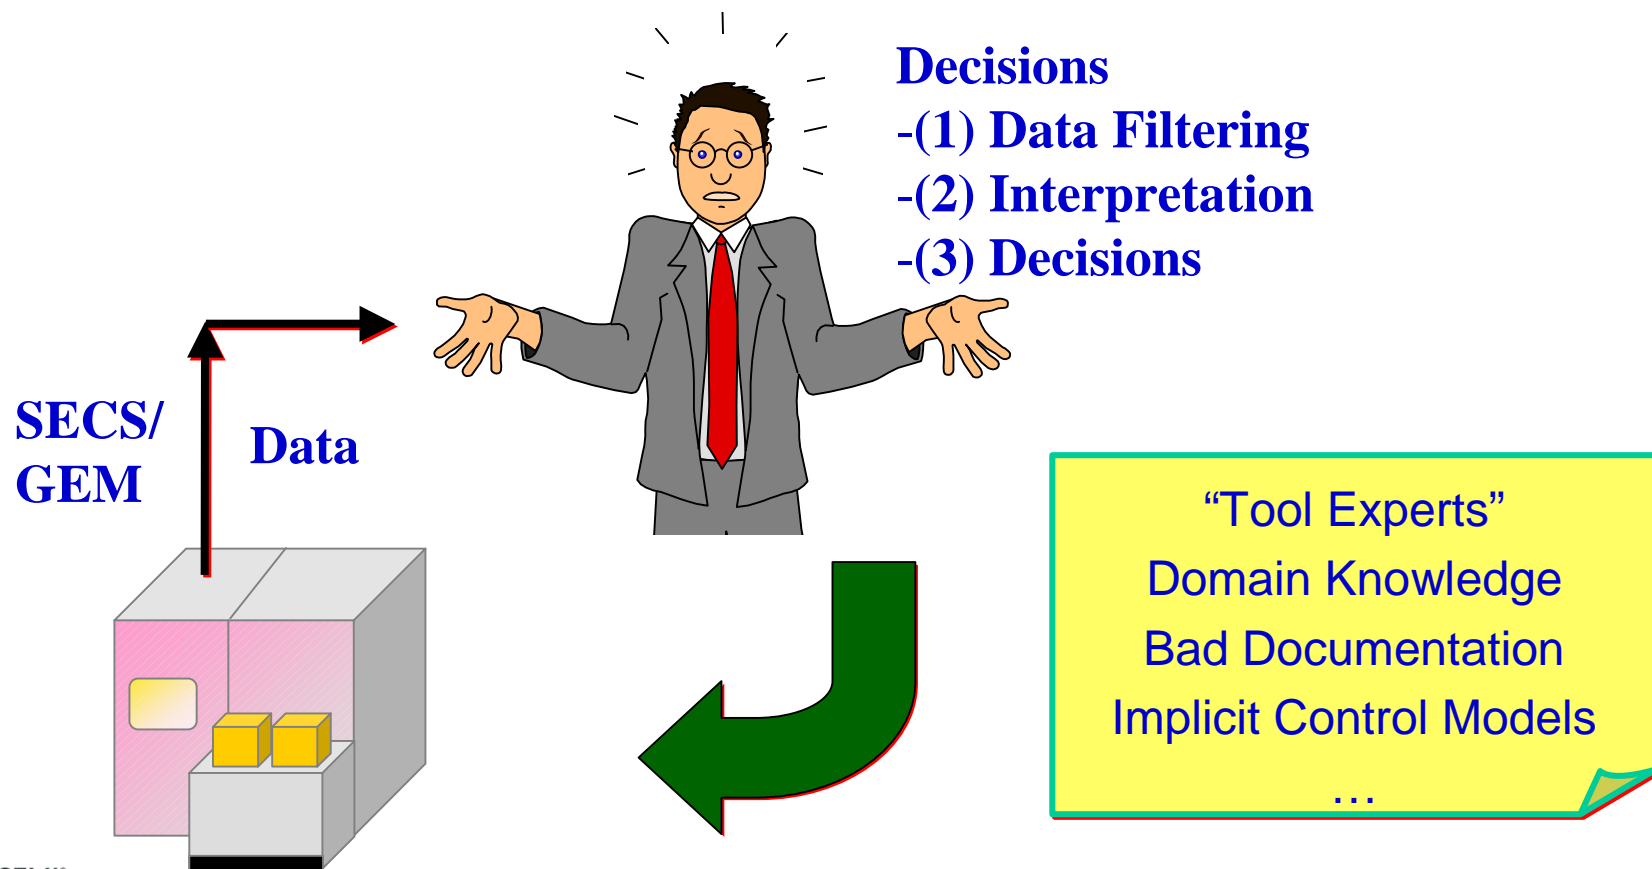 Decisions
-(1) Data Filtering
-(2) Interpretation
-(3) Decisions
SECS/
GEM
Data
“Tool Experts”
Domain Knowledge
Bad Documentation
Implicit Control Models
…